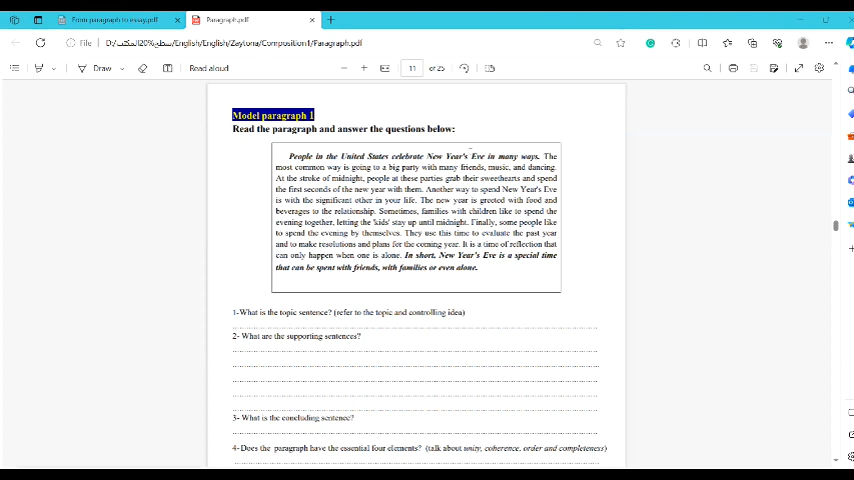 From paragraph to essay.pdf
Paragraph.pdf
File
D:/سطح%20المكتب/English/English/Zaytona/Composition1/Paragraph.pdf
Draw
Read aloud
11
of 25
Model paragraph 1
Read the paragraph and answer the questions below:
People in the United States celebrate New Year's Eve in many ways. The
most common way is going to a big party with many friends, music, and dancing.
At the stroke of midnight, people at these parties grab their sweethearts and spend
the first seconds of the new year with them. Another way to spend New Year's Eve
is with the significant other in your life. The new year is greeted with food and
beverages to the relationship. Sometimes, families with children like to spend the
evening together, letting the 'kids' stay up until midnight. Finally, some people like
to spend the evening by themselves. They use this time to evaluate the past year
and to make resolutions and plans for the coming year. It is a time of reflection that
can only happen when one is alone. In short, New Year's Eve is a special time
that can be spent with friends, with families or even alone.
1-What is the topic sentence? (refer to the topic and controlling idea)
2- What are the supporting sentences?
3- What is the concluding sentence?
4-Does the paragraph have the essential four elements? (talk about unity, coherence, order and completeness)